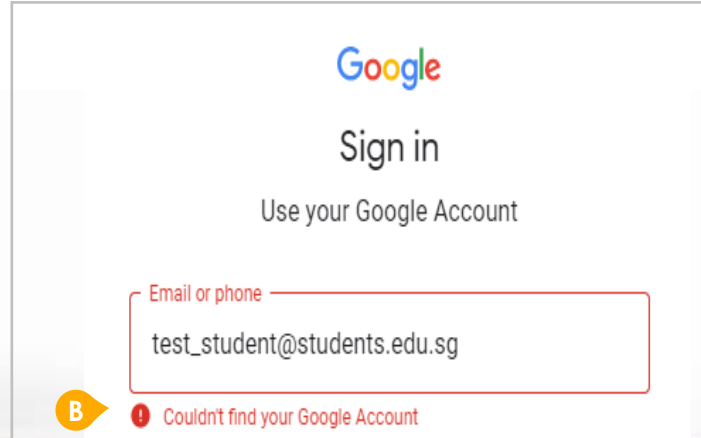 Google
Sign in
Use your Google Account
Email or phone
test_student@students.edu.sg
B
Couldn't find your Google Account